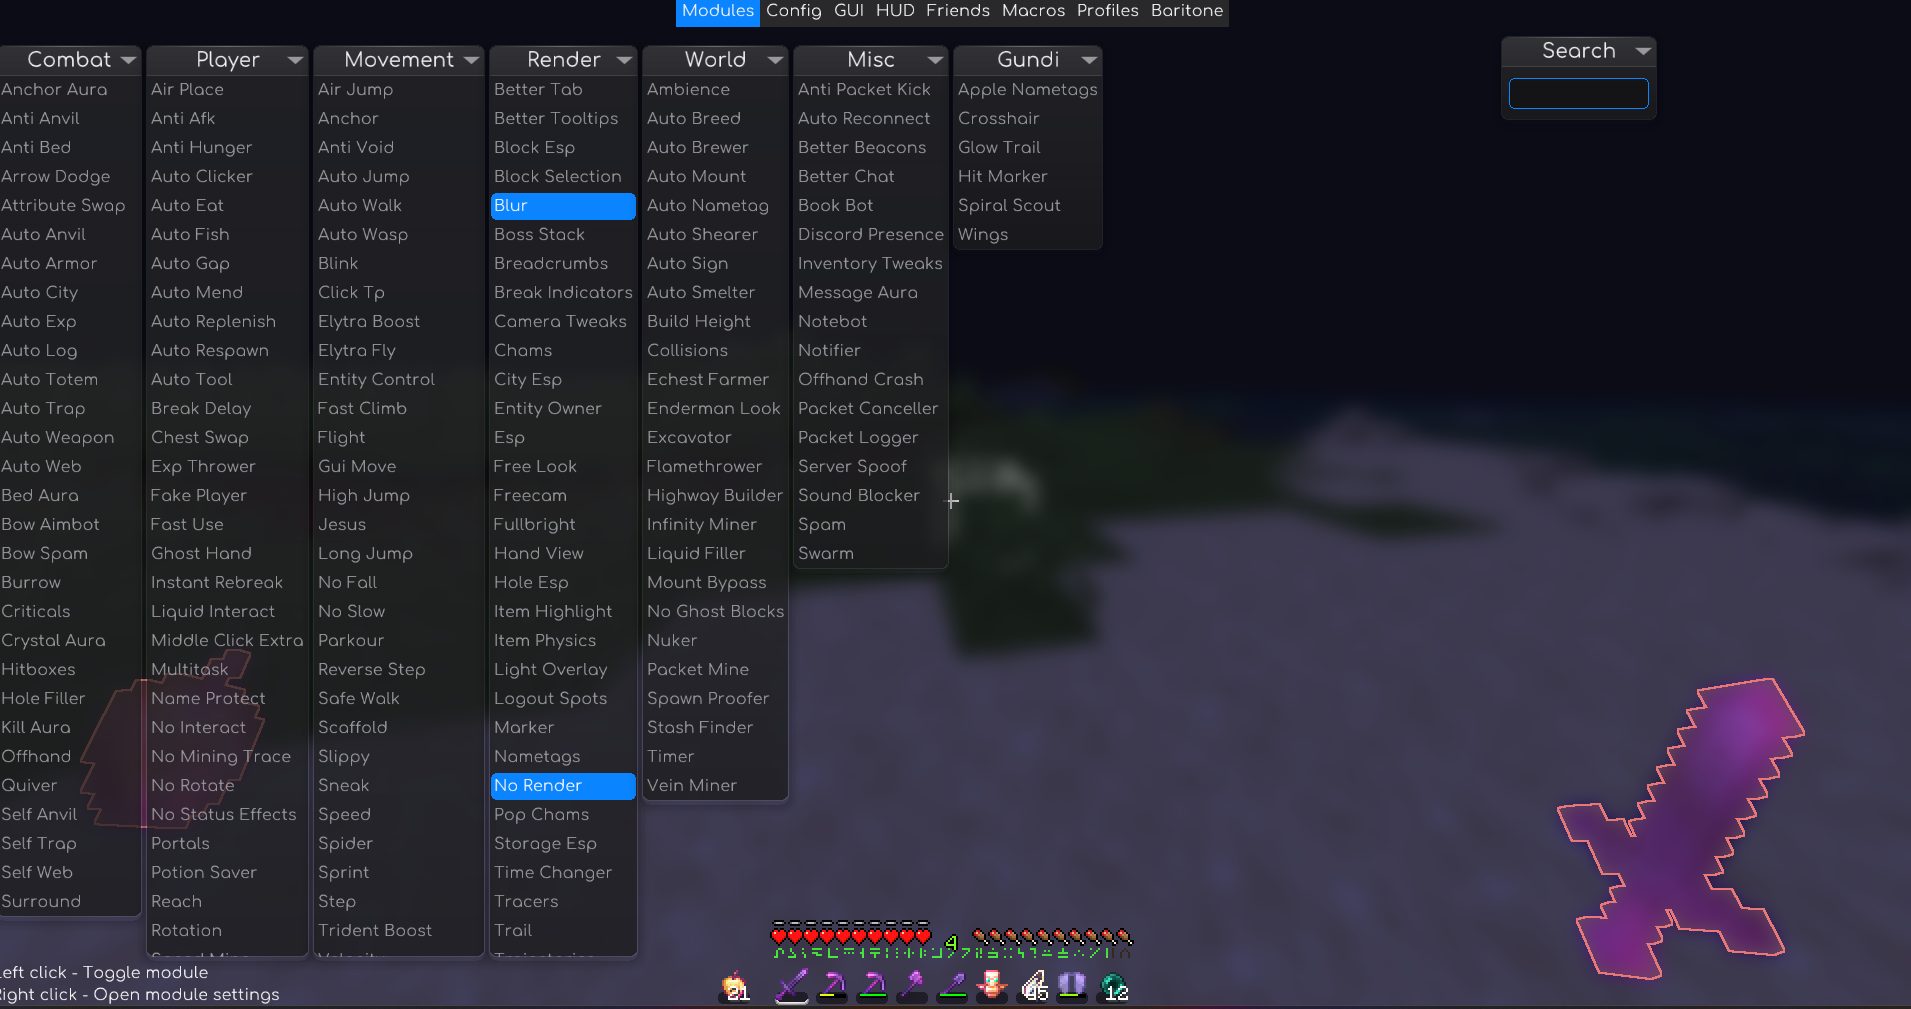 Modules Config GUI HUD Friends Macros Profiles Baritone
Combat
Anchor Aura
Anti Anvil
Anti Bed
Arrow Dodge
Attribute Swap
Auto Anvil
Auto Armor
Auto City
Auto Exp
Auto Log
Auto Totem
Auto Trap
Auto Weapon
Auto Web
Bed Aura
Bow Aimbot
Bow Spam
Burrow
Criticals
Crystal Aura
Hitboxes
Hole Filler
Kill Aura
Offhand
Quiver
Self Anvil
Self Trap
Self Web
Surround
Player
Air Place
Anti Afk
Anti Hunger
Auto Clicker
Auto Eat
Auto Fish
Auto Gap
Auto Mend
Auto Replenish
Auto Respawn
Auto Tool
Break Delay
Chest Swap
Exp Thrower
Fake Player
Fast Use
Ghost Hand
Instant Rebreak
Liquid Interact
Middle Click Extra
Multitask
Name Protect
No Interact
No Mining Trace
No Rotate
No Status Effects
Portals
Potion Saver
Reach
Rotation
Speed Mine
Movement
Air Jump
Anchor
Anti Void
Auto Jump
Auto Walk
Auto Wasp
Blink
Click Tp
Elytra Boost
Elytra Fly
Entity Control
Fast Climb
Flight
Gui Move
High Jump
Jesus
Long Jump
No Fall
No Slow
Parkour
Reverse Step
Safe Walk
Scaffold
Slippy
Sneak
Speed
Spider
Sprint
Step
Trident Boost
Velocity
Render
Better Tab
Better Tooltips
Block Esp
Block Selection
Blur
Boss Stack
Breadcrumbs
Break Indicators
Camera Tweaks
Chams
City Esp
Entity Owner
Esp
Free Look
Freecam
Fullbright
Hand View
Hole Esp
Item Highlight
Item Physics
Light Overlay
Logout Spots
Marker
Nametags
No Render
Pop Chams
Storage Esp
Time Changer
Tracers
Trail
Trajectories
World
Ambience
Auto Breed
Auto Brewer
Auto Mount
Auto Nametag
Auto Shearer
Auto Sign
Auto Smelter
Build Height
Collisions
Echest Farmer
Enderman Look
Excavator
Flamethrower
Highway Builder
Infinity Miner
Liquid Filler
Mount Bypass
No Ghost Blocks
Nuker
Packet Mine
Spawn Proofer
Stash Finder
Timer
Vein Miner
Misc
Anti Packet Kick
Auto Reconnect
Better Beacons
Better Chat
Book Bot
Discord Presence
Inventory Tweaks
Message Aura
Notebot
Notifier
Offhand Crash
Packet Canceller
Packet Logger
Server Spoof
Sound Blocker
Spam
Swarm
Gundi
Apple Nametags
Crosshair
Glow Trail
Hit Marker
Spiral Scout
Wings
Search
Left click - Toggle module
Right click - Open module settings
4
21
45
12